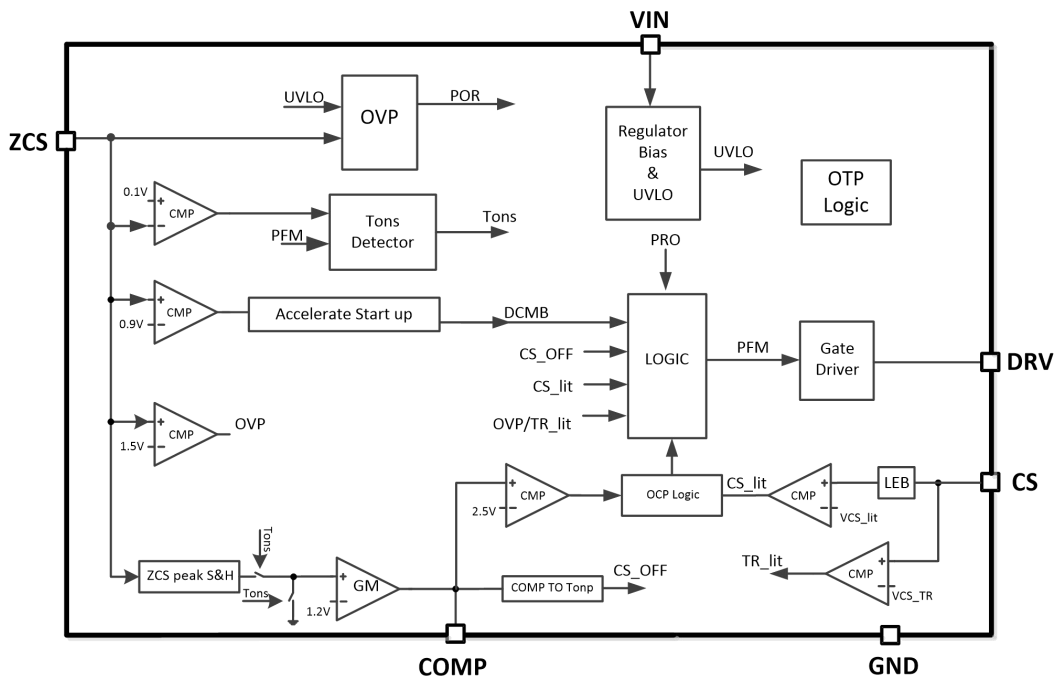 VIN
ZCS
UVLO
OVP
POR
Regulator
Bias
&
UVLO
UVLO
OTP
Logic
0.1V
+
−
CMP
PFM
Tons
Detector
Tons
PRO
+
0.9V
−
CMP
Accelerate Start up
DCMB
CS_OFF
CS_lit
OVP/TR_lit
LOGIC
PFM
Gate
Driver
DRV
+
1.5V
−
CMP
OVP
+
2.5V
−
CMP
OCP Logic
CS_lit
CMP
+
−
VCS_lit
LEB
CS
Tons
ZCS peak S&H
Tons
+
1.2V
−
GM
COMP TO Tonp
CS_OFF
TR_lit
CMP
+
−
VCS_TR
COMP
GND